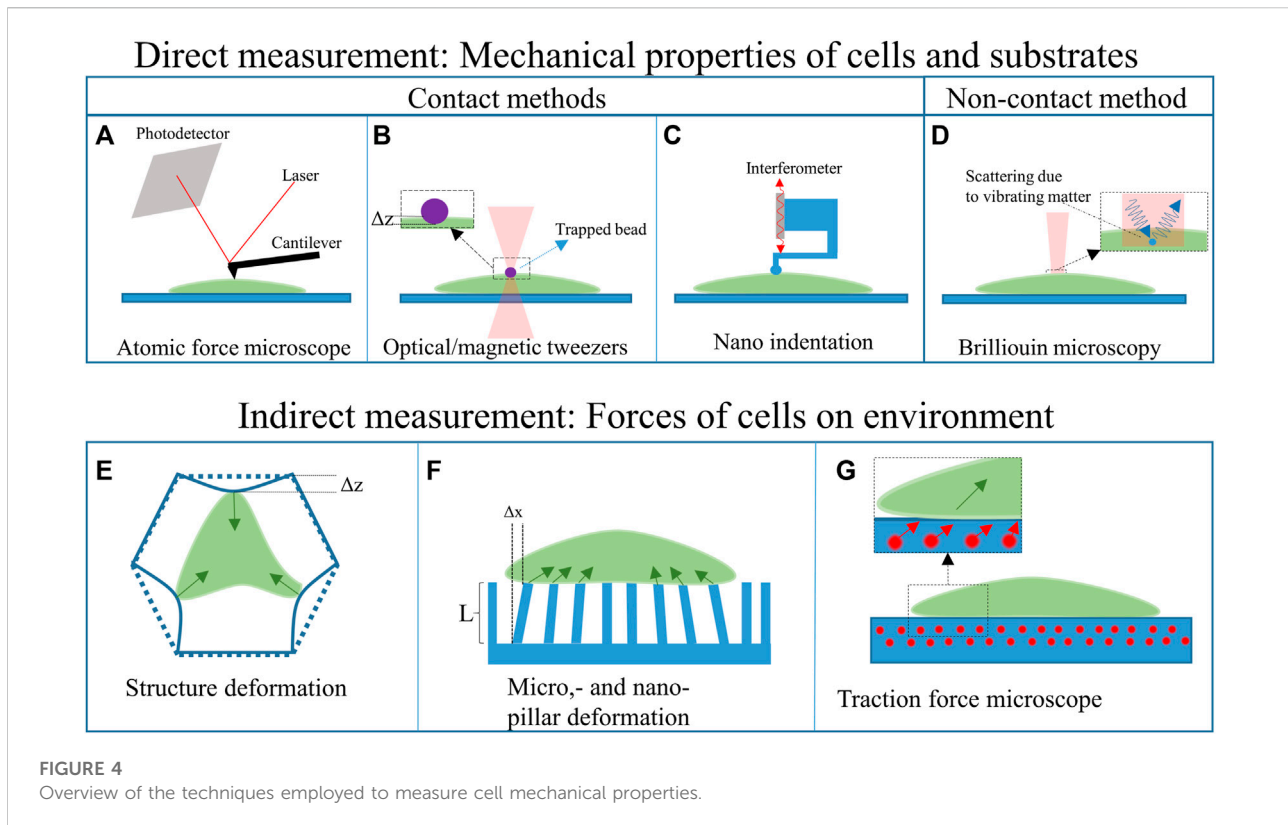 Direct measurement: Mechanical properties of cells and substrates
Contact methods
Non-contact method
A
Photodetector
Laser
Cantilever
Atomic force microscope
B
Δz
Trapped bead
Optical/magnetic tweezers
C
Interferometer
Nano indentation
D
Scattering due
to vibrating matter
Brilliouin microscopy
Indirect measurement: Forces of cells on environment
E
Δz
Structure deformation
F
Δx
L
Micro,- and nano-
pillar deformation
G
Traction force microscope
FIGURE 4
Overview of the techniques employed to measure cell mechanical properties.